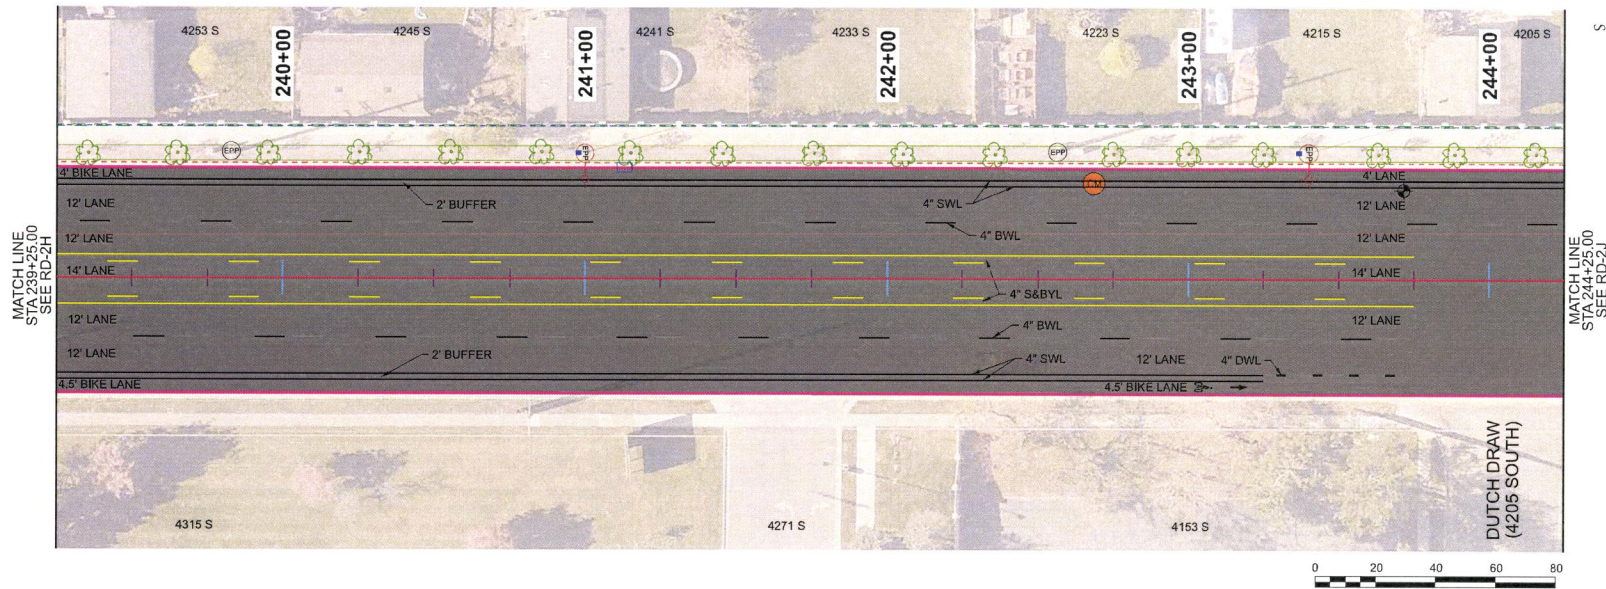 4253 S
4245 S
4241 S
4233 S
4223 S
4215 S
4205 S
S
240+00
241+00
242+00
243+00
244+00
EPP
EPP
EPP
EPP
4' BIKE LANE
4' LANE
2' BUFFER
4" SWL
12' LANE
12' LANE
4" BWL
12' LANE
12' LANE
14' LANE
14' LANE
4" S&BYL
12' LANE
12' LANE
4" BWL
12' LANE
2' BUFFER
4" SWL
12' LANE
4" DWL
4.5' BIKE LANE
4.5' BIKE LANE
MATCH LINE
STA 239+25.00
SEE RD-2H
MATCH LINE
STA 244+25.00
SEE RD-2J
4315 S
4271 S
4153 S
DUTCH DRAW
(4205 SOUTH)
0 20 40 60 80